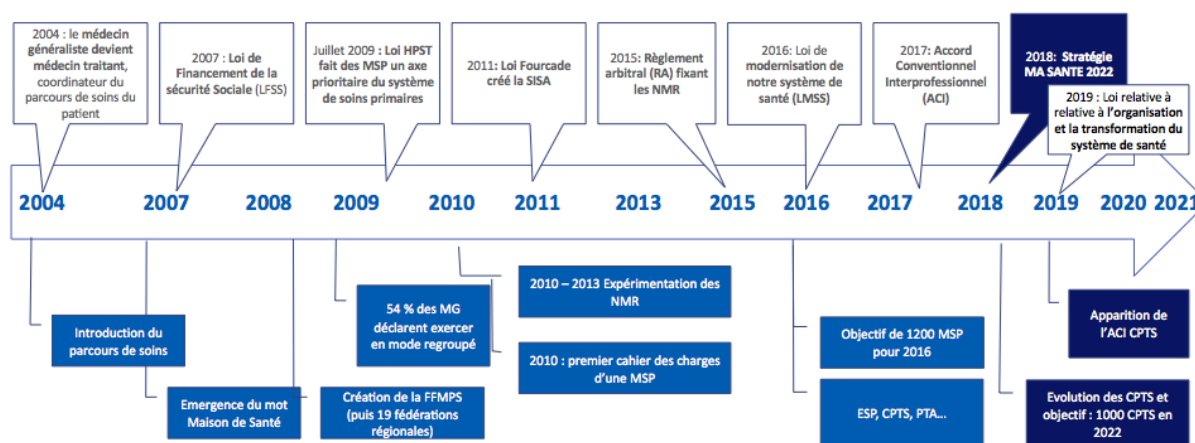 2004 : le médecin
généraliste devient
médecin traitant,
coordinateur du
parcours de soins du
patient
2007 : Loi de
Financement de la
sécurité Sociale (LFSS)
Juillet 2009 : Loi HPST
fait des MSP un axe
prioritaire du système
de soins primaires
2011: Loi Fourcade
créé la SISA
2015: Règlement
arbitral (RA) fixant
les NMR
2016: Loi de
modernisation de
notre système de
santé (LMSS)
2017: Accord
Conventionnel
Interprofessionnel
(ACI)
2018: Stratégie
MA SANTE 2022
2019 : Loi relative à
relative à l'organisation
et la transformation du
système de santé
2004 2007 2008 2009 2010 2011 2013 2015 2016 2017 2018 2019 2020 2021
Introduction du
parcours de soins
Emergence du mot
Maison de Santé
54 % des MG
déclarent exercer
en mode regroupé
Création de la FFMPS
(puis 19 fédérations
régionales)
2010 – 2013 Expérimentation des
NMR
2010 : premier cahier des charges
d'une MSP
Objectif de 1200 MSP
pour 2016
ESP, CPTS, PTA...
Apparition de
l'ACI CPTS
Evolution des CPTS et
objectif : 1000 CPTS en
2022